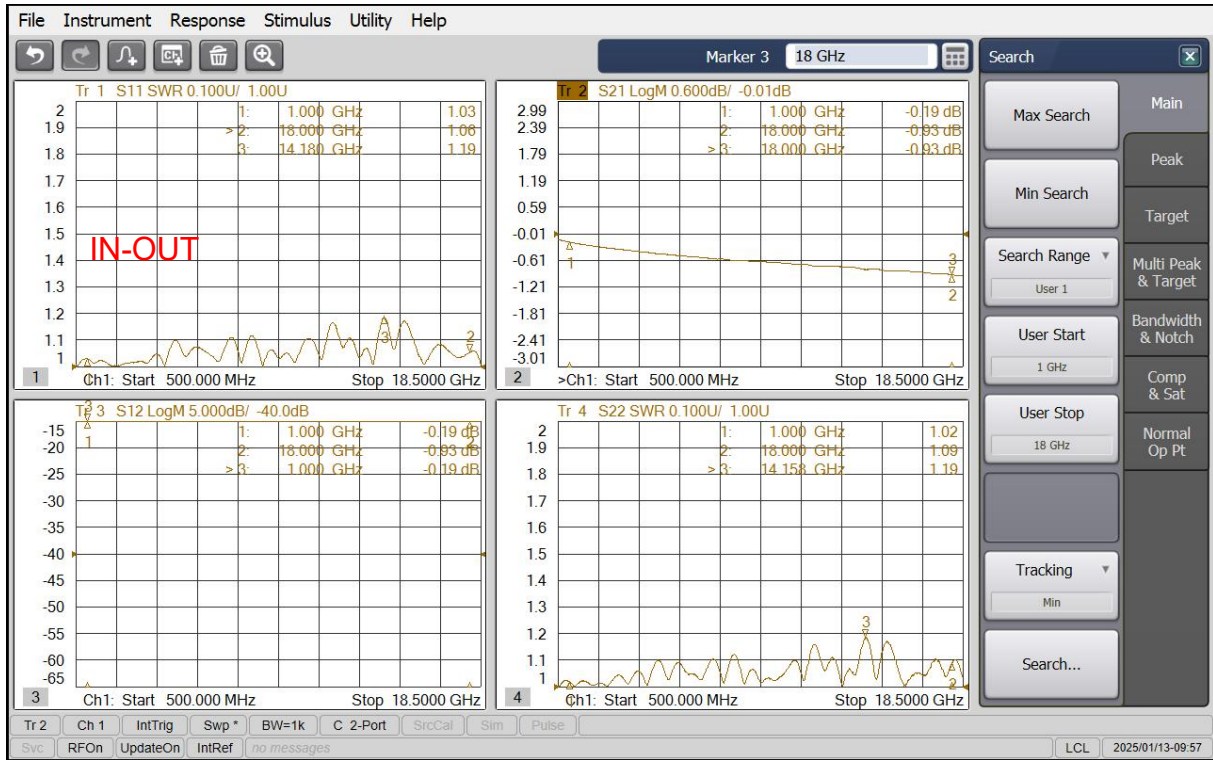 File Instrument Response Stimulus Utility Help
Marker 3 18 GHz
Tr 1 S11 SWR 0.100U/ 1.00U
1: 1.000 GHz 1.03
> 2: 18.000 GHz 1.06
3: 14.180 GHz 1.19
2
1.9
1.8
1.7
1.6
1.5
1.4
1.3
1.2
1.1
1
IN-OUT
1
3
2
1 Ch1: Start 500.000 MHz Stop 18.5000 GHz
Tr 2 S21 LogM 0.600dB/ -0.01dB
1: 1.000 GHz -0.19 dB
2: 18.000 GHz -0.93 dB
> 3: 18.000 GHz -0.93 dB
2.99
2.39
1.79
1.19
0.59
-0.01
-0.61
-1.21
-1.81
-2.41
-3.01
1
3
2
2 >Ch1: Start 500.000 MHz Stop 18.5000 GHz
Tr 3 S12 LogM 5.000dB/ -40.0dB
1: 1.000 GHz -0.19 dB
2: 18.000 GHz -0.93 dB
> 3: 1.000 GHz -0.19 dB
-15
-20
-25
-30
-35
-40
-45
-50
-55
-60
-65
3
1
2
3 Ch1: Start 500.000 MHz Stop 18.5000 GHz
Tr 4 S22 SWR 0.100U/ 1.00U
1: 1.000 GHz 1.02
2: 18.000 GHz 1.09
> 3: 14.158 GHz 1.19
2
1.9
1.8
1.7
1.6
1.5
1.4
1.3
1.2
1.1
1
3
1
2
4 Ch1: Start 500.000 MHz Stop 18.5000 GHz
Search
Max Search
Min Search
Search Range
User 1
User Start
1 GHz
User Stop
18 GHz
Tracking
Min
Search...
Main
Peak
Target
Multi Peak
& Target
Bandwidth
& Notch
Comp
& Sat
Normal
Op Pt
Tr 2 Ch 1 IntTrig Swp * BW=1k C 2-Port SrcCal Sim Pulse
Svc RFOn UpdateOn IntRef no messages LCL 2025/01/13-09:57